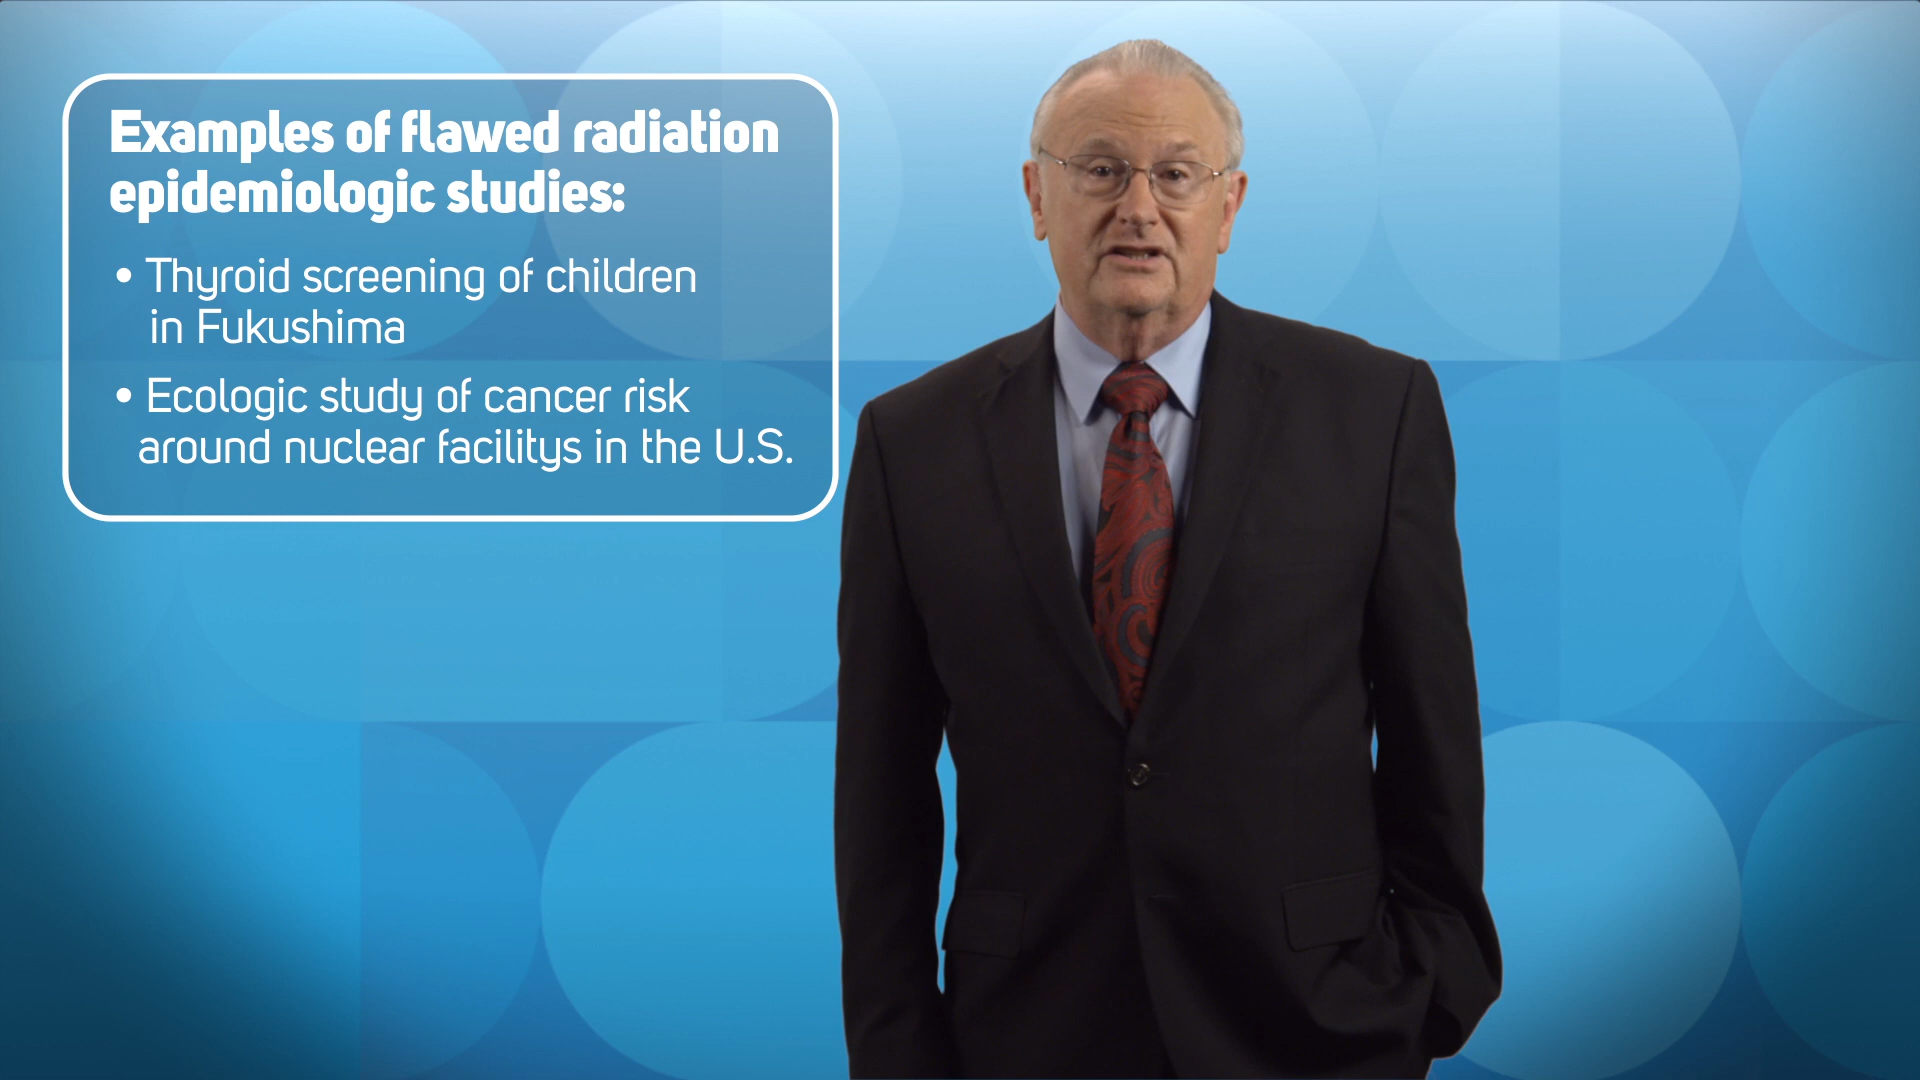 Examples of flawed radiation
epidemiologic studies:
• Thyroid screening of children
in Fukushima
• Ecologic study of cancer risk
around nuclear facilitys in the U.S.